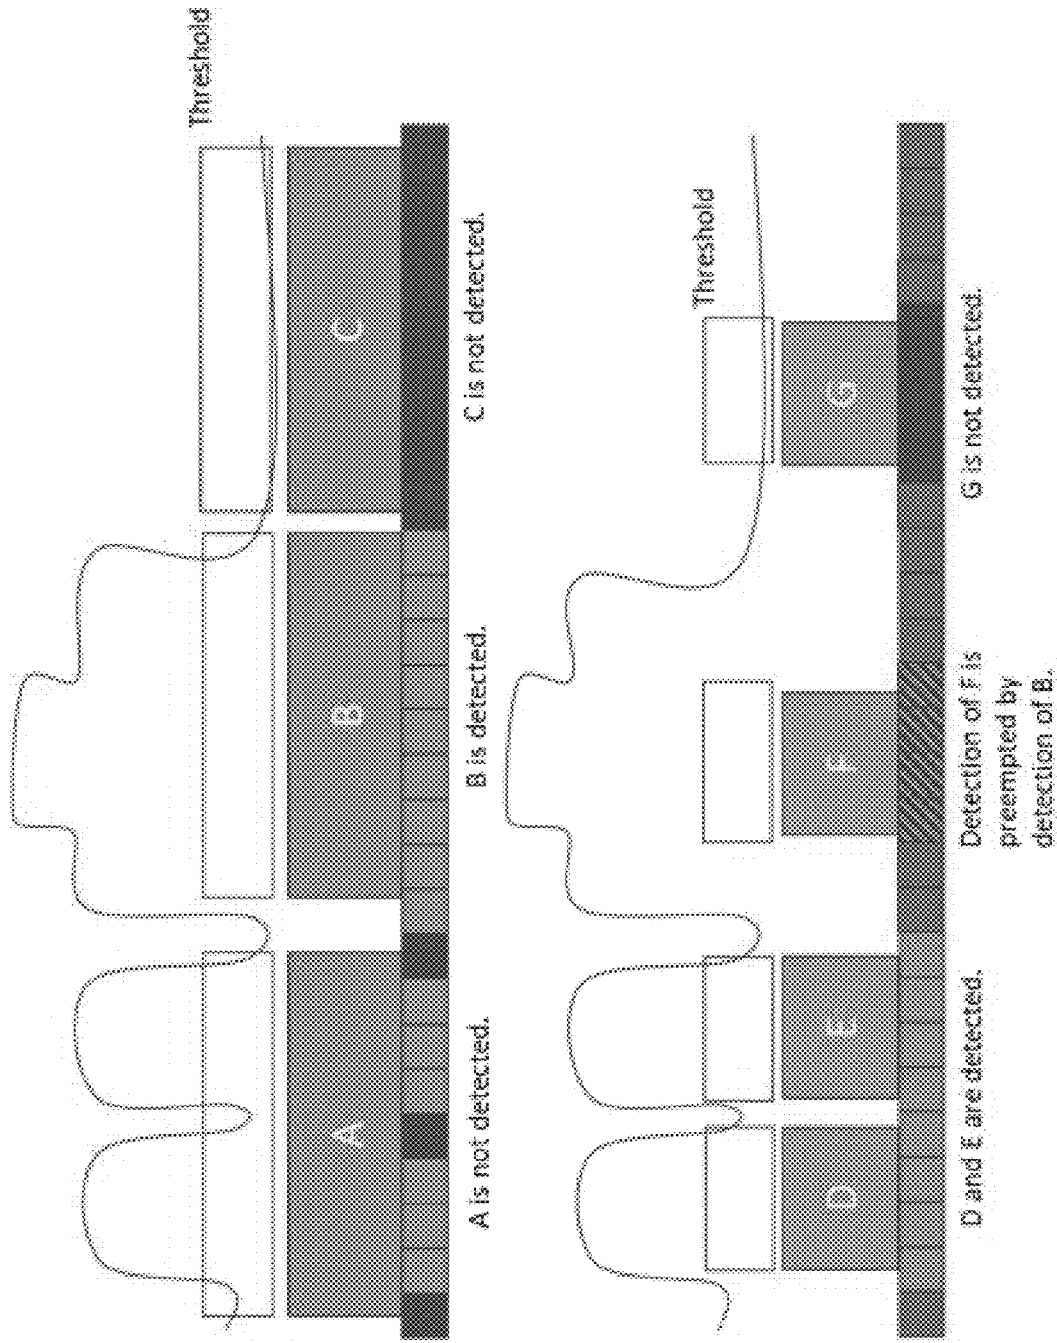 Threshold
A
B
C
A is not detected.
B is detected.
C is not detected.
Threshold
D
E
F
G
D and E are detected.
Detection of F is
preempted by
detection of B.
G is not detected.